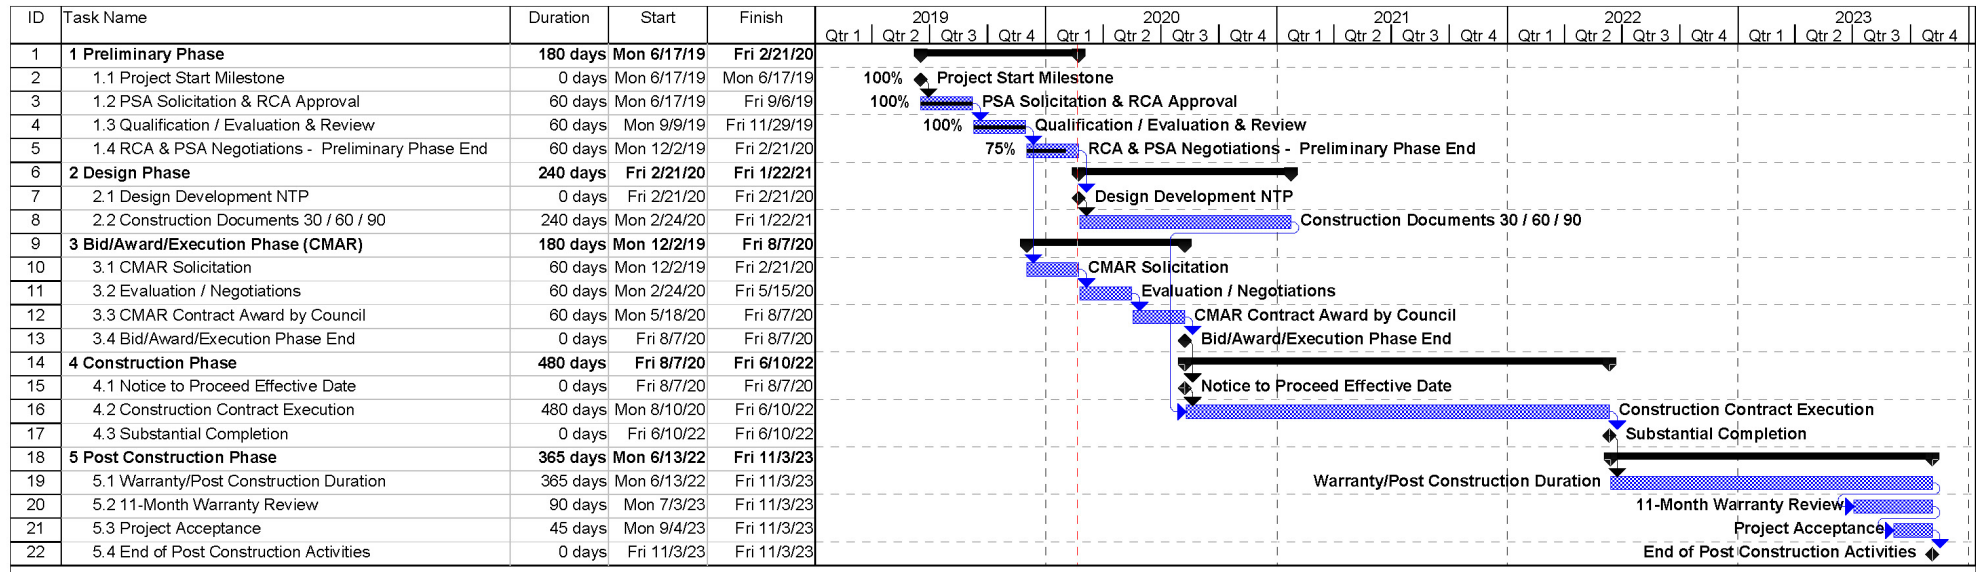 ID Task Name Duration Start Finish 2019 2020 2021 2022 2023
Qtr 1 Qtr 2 Qtr 3 Qtr 4 Qtr 1 Qtr 2 Qtr 3 Qtr 4 Qtr 1 Qtr 2 Qtr 3 Qtr 4 Qtr 1 Qtr 2 Qtr 3 Qtr 4 Qtr 1 Qtr 2 Qtr 3 Qtr 4
1 1 Preliminary Phase 180 days Mon 6/17/19 Fri 2/21/20
2 1.1 Project Start Milestone 0 days Mon 6/17/19 Mon 6/17/19 100% Project Start Milestone
3 1.2 PSA Solicitation & RCA Approval 60 days Mon 6/17/19 Fri 9/6/19 100% PSA Solicitation & RCA Approval
4 1.3 Qualification / Evaluation & Review 60 days Mon 9/9/19 Fri 11/29/19 100% Qualification / Evaluation & Review
5 1.4 RCA & PSA Negotiations - Preliminary Phase End 60 days Mon 12/2/19 Fri 2/21/20 75% RCA & PSA Negotiations - Preliminary Phase End
6 2 Design Phase 240 days Fri 2/21/20 Fri 1/22/21
7 2.1 Design Development NTP 0 days Fri 2/21/20 Fri 2/21/20 Design Development NTP
8 2.2 Construction Documents 30 / 60 / 90 240 days Mon 2/24/20 Fri 1/22/21 Construction Documents 30 / 60 / 90
9 3 Bid/Award/Execution Phase (CMAR) 180 days Mon 12/2/19 Fri 8/7/20
10 3.1 CMAR Solicitation 60 days Mon 12/2/19 Fri 2/21/20 CMAR Solicitation
11 3.2 Evaluation / Negotiations 60 days Mon 2/24/20 Fri 5/15/20 Evaluation / Negotiations
12 3.3 CMAR Contract Award by Council 60 days Mon 5/18/20 Fri 8/7/20 CMAR Contract Award by Council
13 3.4 Bid/Award/Execution Phase End 0 days Fri 8/7/20 Fri 8/7/20 Bid/Award/Execution Phase End
14 4 Construction Phase 480 days Fri 8/7/20 Fri 6/10/22
15 4.1 Notice to Proceed Effective Date 0 days Fri 8/7/20 Fri 8/7/20 Notice to Proceed Effective Date
16 4.2 Construction Contract Execution 480 days Mon 8/10/20 Fri 6/10/22 Construction Contract Execution
17 4.3 Substantial Completion 0 days Fri 6/10/22 Fri 6/10/22 Substantial Completion
18 5 Post Construction Phase 365 days Mon 6/13/22 Fri 11/3/23
19 5.1 Warranty/Post Construction Duration 365 days Mon 6/13/22 Fri 11/3/23 Warranty/Post Construction Duration
20 5.2 11-Month Warranty Review 90 days Mon 7/3/23 Fri 11/3/23 11-Month Warranty Review
21 5.3 Project Acceptance 45 days Mon 9/4/23 Fri 11/3/23 Project Acceptance
22 5.4 End of Post Construction Activities 0 days Fri 11/3/23 Fri 11/3/23 End of Post Construction Activities